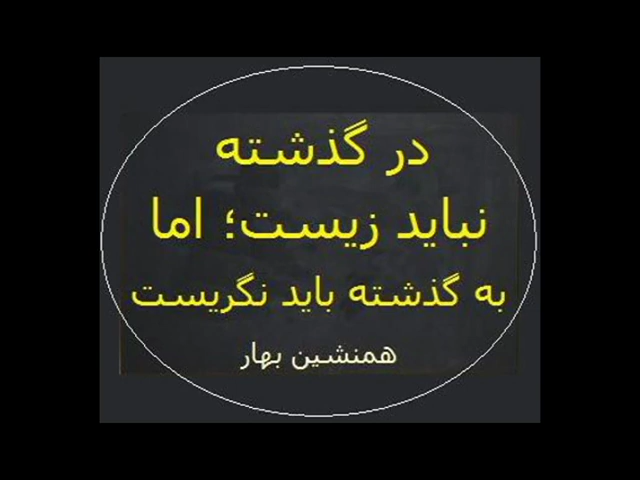 در گذشته
نباید زیست؛ اما
به گذشته باید نگریست
همنشین بهار